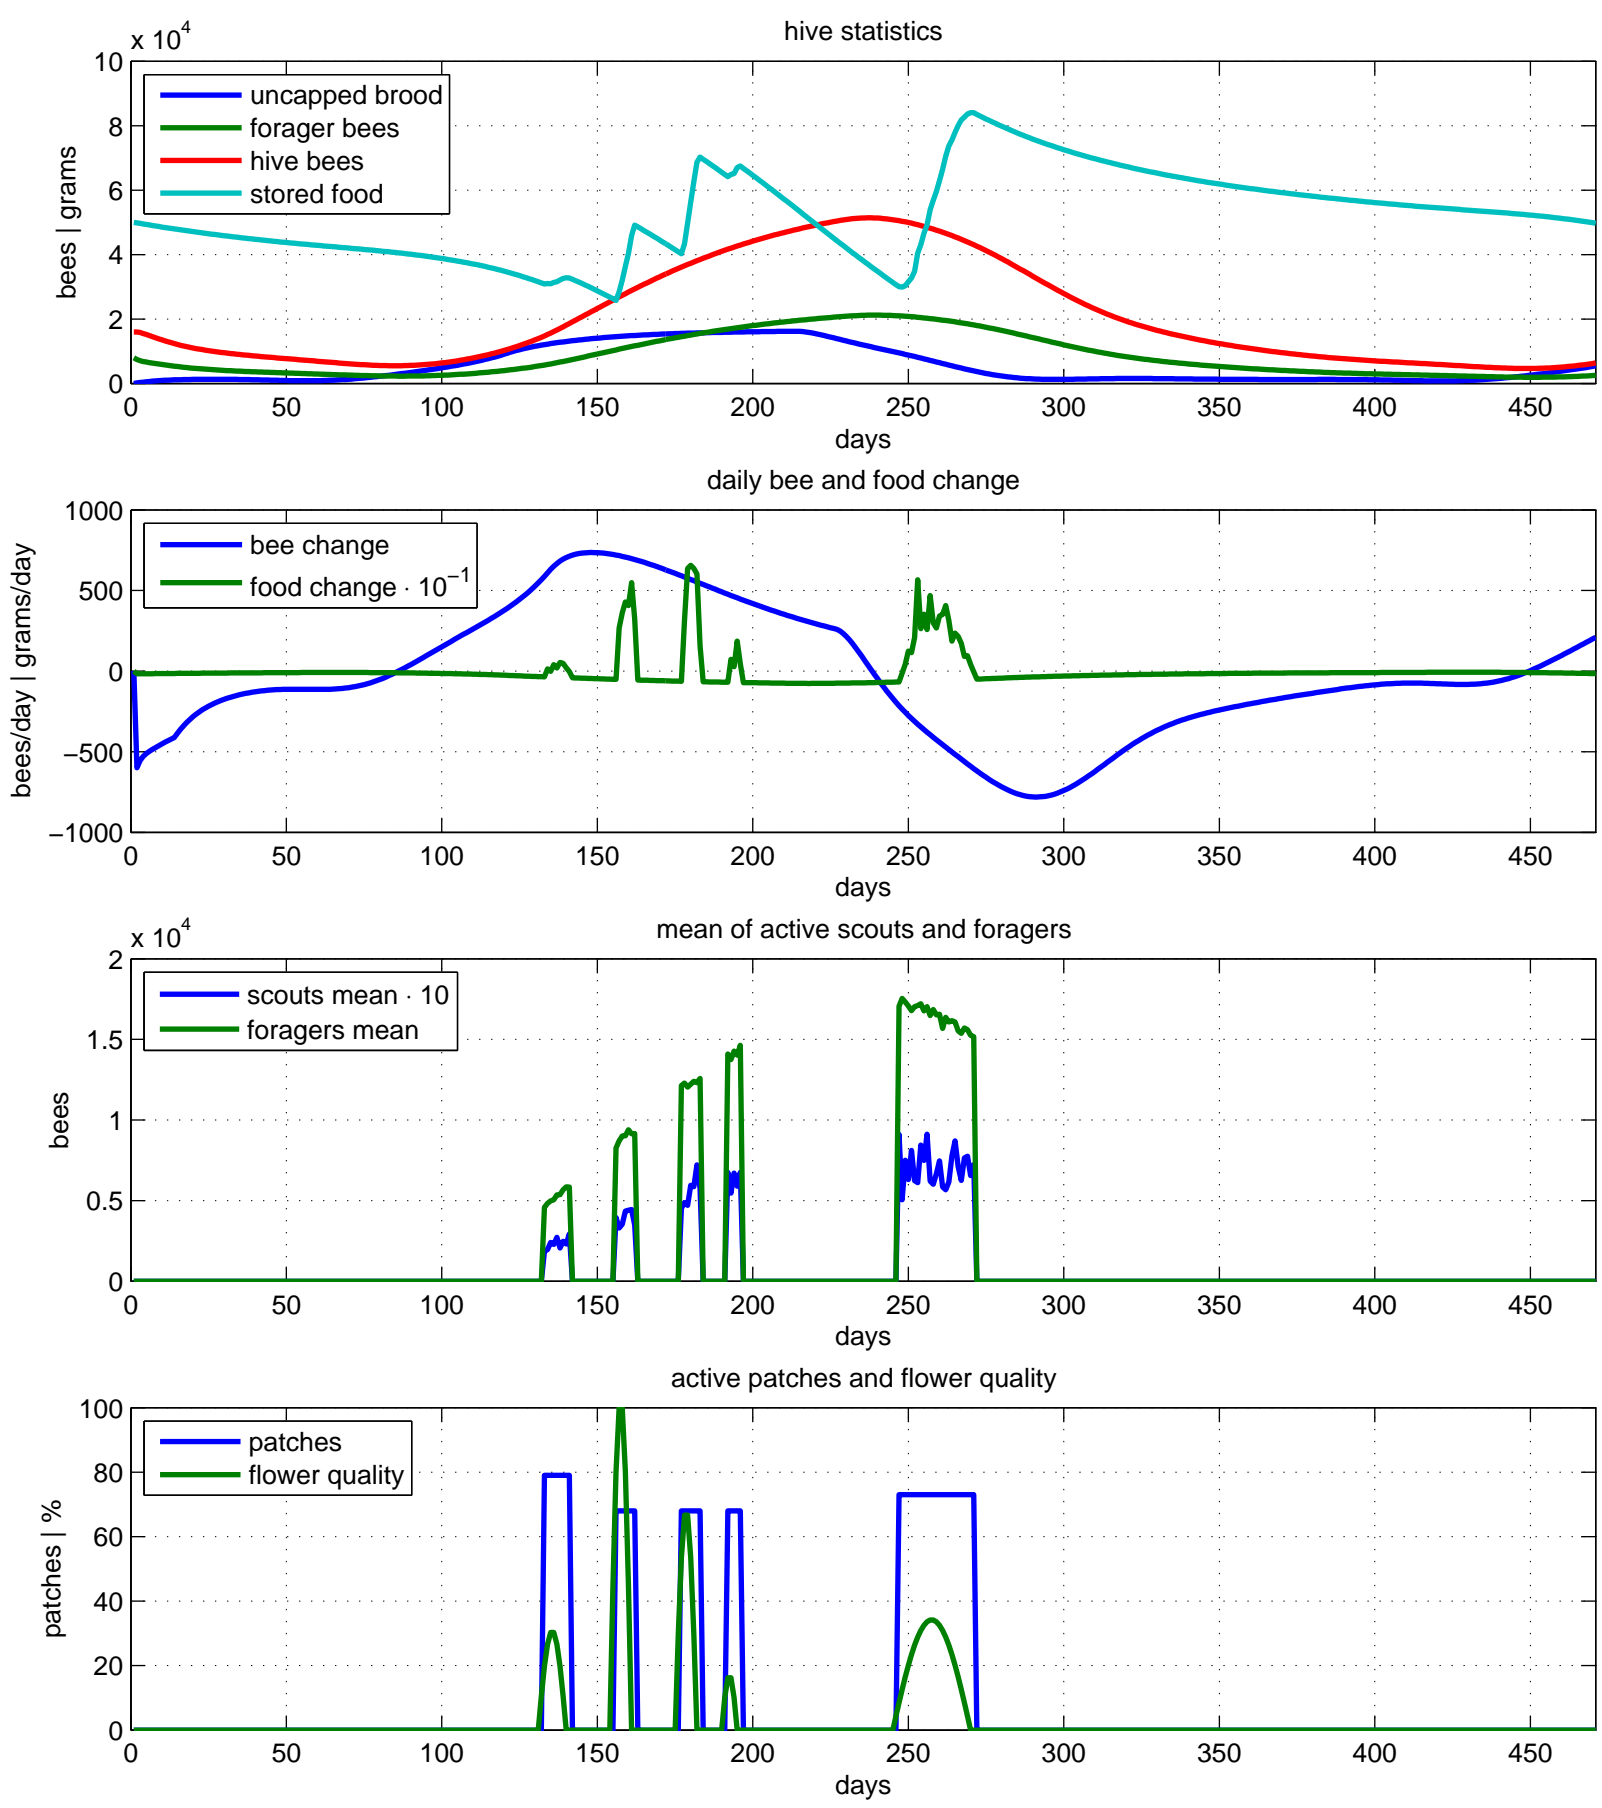 hive statistics
x 10^4
10
8
6
4
2
0
bees | grams
uncapped brood
forager bees
hive bees
stored food
0 50 100 150 200 250 300 350 400 450
days
daily bee and food change
1000
500
0
−500
−1000
bees/day | grams/day
bee change
food change · 10^−1
0 50 100 150 200 250 300 350 400 450
days
mean of active scouts and foragers
x 10^4
2
1.5
1
0.5
0
bees
scouts mean · 10
foragers mean
0 50 100 150 200 250 300 350 400 450
days
active patches and flower quality
100
80
60
40
20
0
patches | %
patches
flower quality
0 50 100 150 200 250 300 350 400 450
days